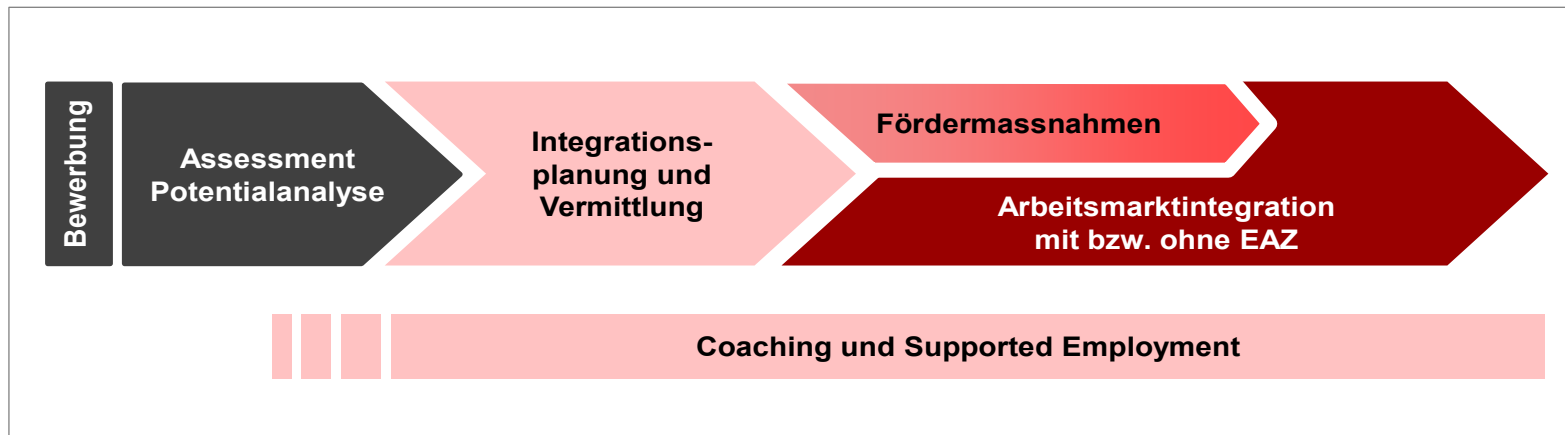 Bewerbung
Assessment
Potentialanalyse
Integrations-
planung und
Vermittlung
Fördermassnahmen
Arbeitsmarktintegration
mit bzw. ohne EAZ
Coaching und Supported Employment